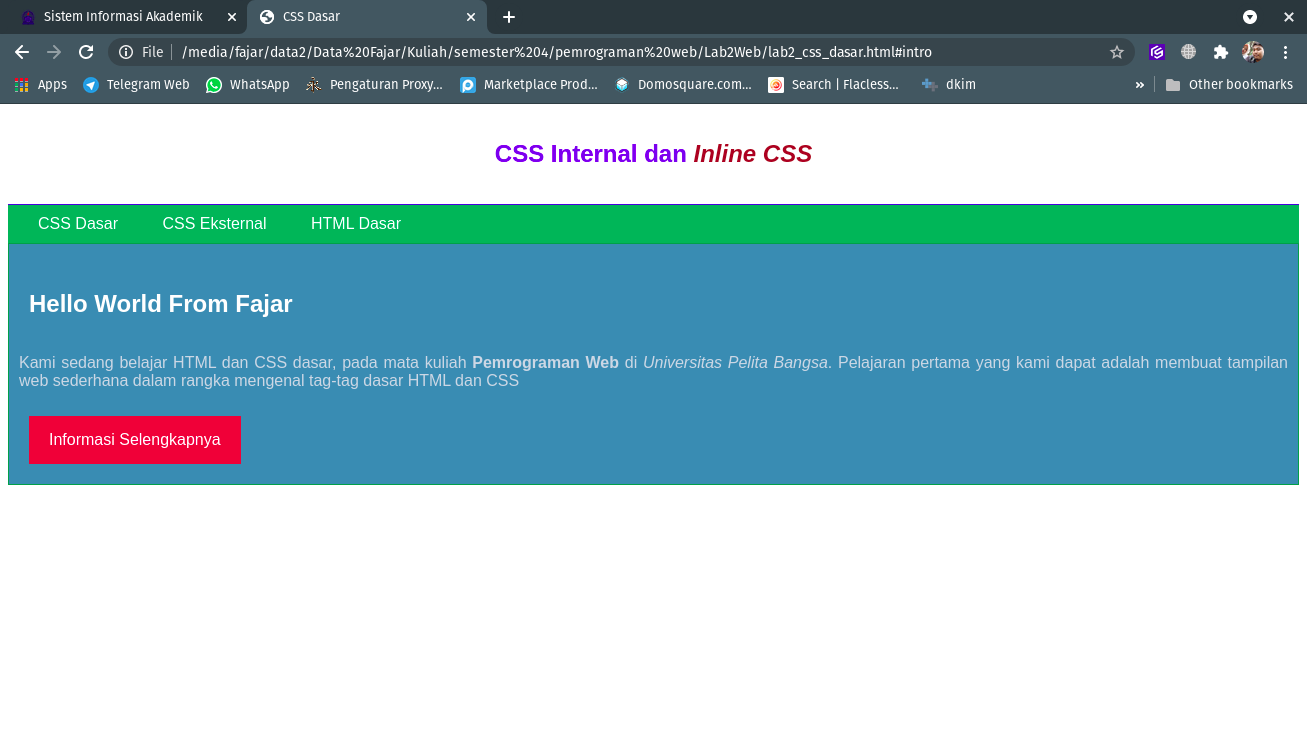 Sistem Informasi Akademik
CSS Dasar
File
/media/fajar/data2/Data%20Fajar/Kuliah/semester%204/pemrograman%20web/Lab2Web/lab2_css_dasar.html#intro
Apps
Telegram Web
WhatsApp
Pengaturan Proxy...
Marketplace Prod...
Domosquare.com...
Search | Flacless...
dkim
»
Other bookmarks
CSS Internal dan Inline CSS
CSS Dasar
CSS Eksternal
HTML Dasar
Hello World From Fajar
Kami sedang belajar HTML dan CSS dasar, pada mata kuliah Pemrograman Web di Universitas Pelita Bangsa. Pelajaran pertama yang kami dapat adalah membuat tampilan
web sederhana dalam rangka mengenal tag-tag dasar HTML dan CSS
Informasi Selengkapnya